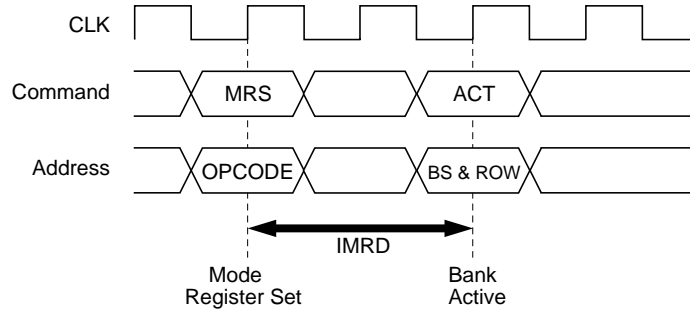 CLK
Command
MRS
ACT
Address
OPCODE
BS & ROW
IMRD
Mode
Register Set
Bank
Active